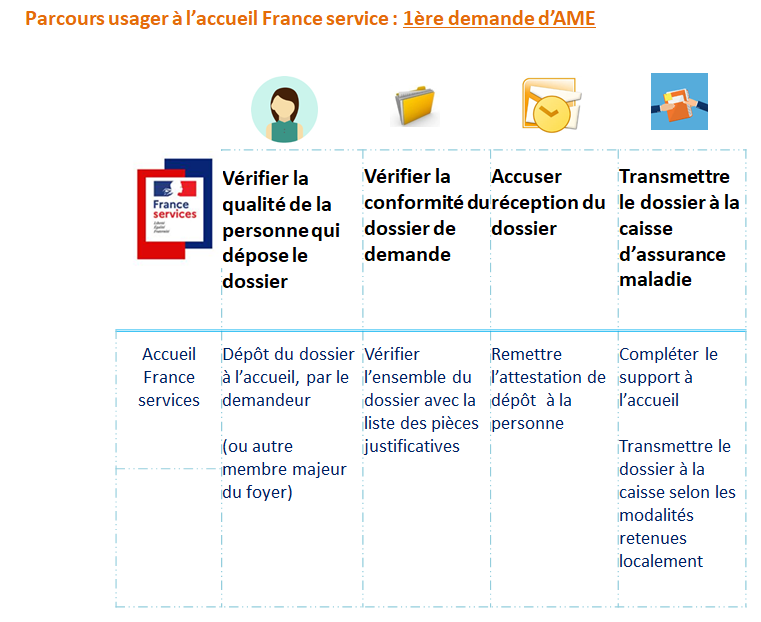 Parcours usager à l’accueil France service : 1ère demande d’AME
France
services
Liberté
Égalité
Fraternité
Vérifier la
qualité de la
personne qui
dépose le
dossier
Vérifier la
conformité du
dossier de
demande
Accuser
réception du
dossier
Transmettre
le dossier à la
caisse
d’assurance
maladie
Accueil
France
services
Dépôt du dossier
à l’accueil, par le
demandeur
(ou autre
membre majeur
du foyer)
Vérifier
l’ensemble du
dossier avec la
liste des pièces
justificatives
Remettre
l’attestation de
dépôt à la
personne
Compléter le
support à
l’accueil
Transmettre le
dossier à la
caisse selon les
modalités
retenues
localement